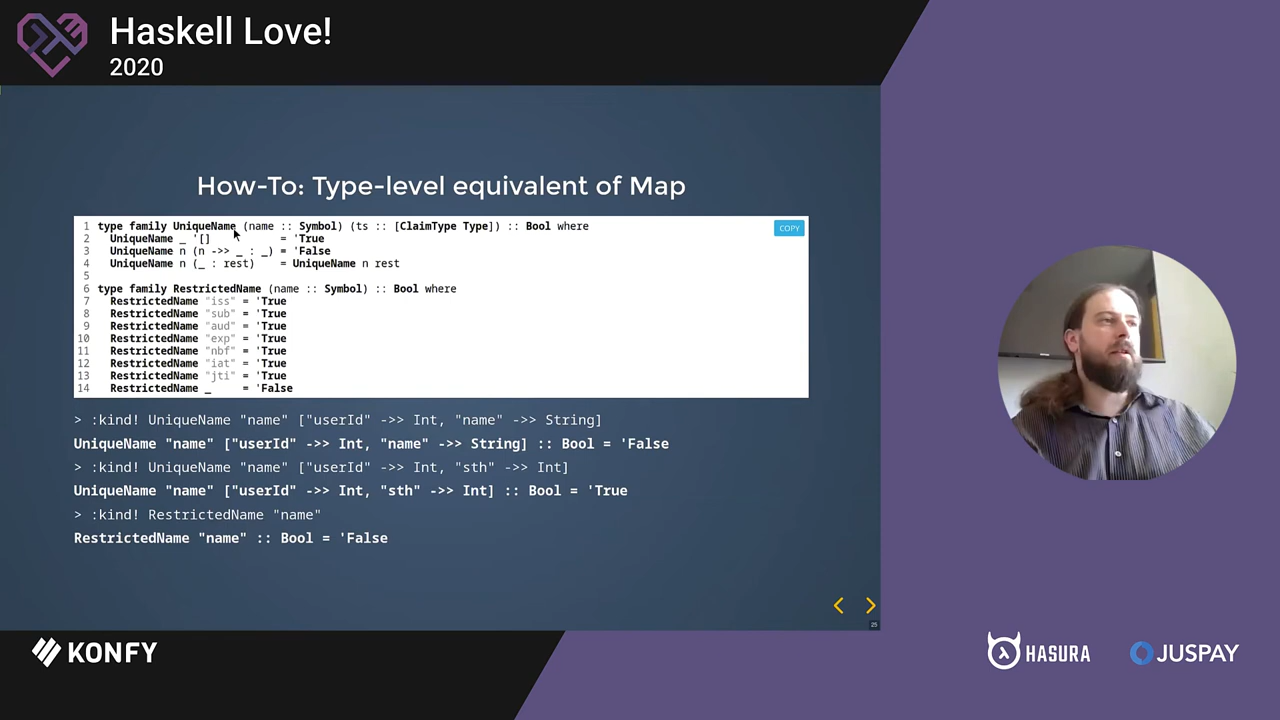 Haskell Love!
2020
How-To: Type-level equivalent of Map
COPY
1 type family UniqueName (name :: Symbol) (ts :: [ClaimType Type]) :: Bool where
2 UniqueName _ '[] = 'True
3 UniqueName n (n ->> _ : _) = 'False
4 UniqueName n (_ : rest) = UniqueName n rest
5
6 type family RestrictedName (name :: Symbol) :: Bool where
7 RestrictedName "iss" = 'True
8 RestrictedName "sub" = 'True
9 RestrictedName "aud" = 'True
10 RestrictedName "exp" = 'True
11 RestrictedName "nbf" = 'True
12 RestrictedName "iat" = 'True
13 RestrictedName "jti" = 'True
14 RestrictedName _ = 'False
> :kind! UniqueName "name" ["userId" ->> Int, "name" ->> String]
UniqueName "name" ["userId" ->> Int, "name" ->> String] :: Bool = 'False
> :kind! UniqueName "name" ["userId" ->> Int, "sth" ->> Int]
UniqueName "name" ["userId" ->> Int, "sth" ->> Int] :: Bool = 'True
> :kind! RestrictedName "name"
RestrictedName "name" :: Bool = 'False
25
KONFY
HASURA
JUSPAY